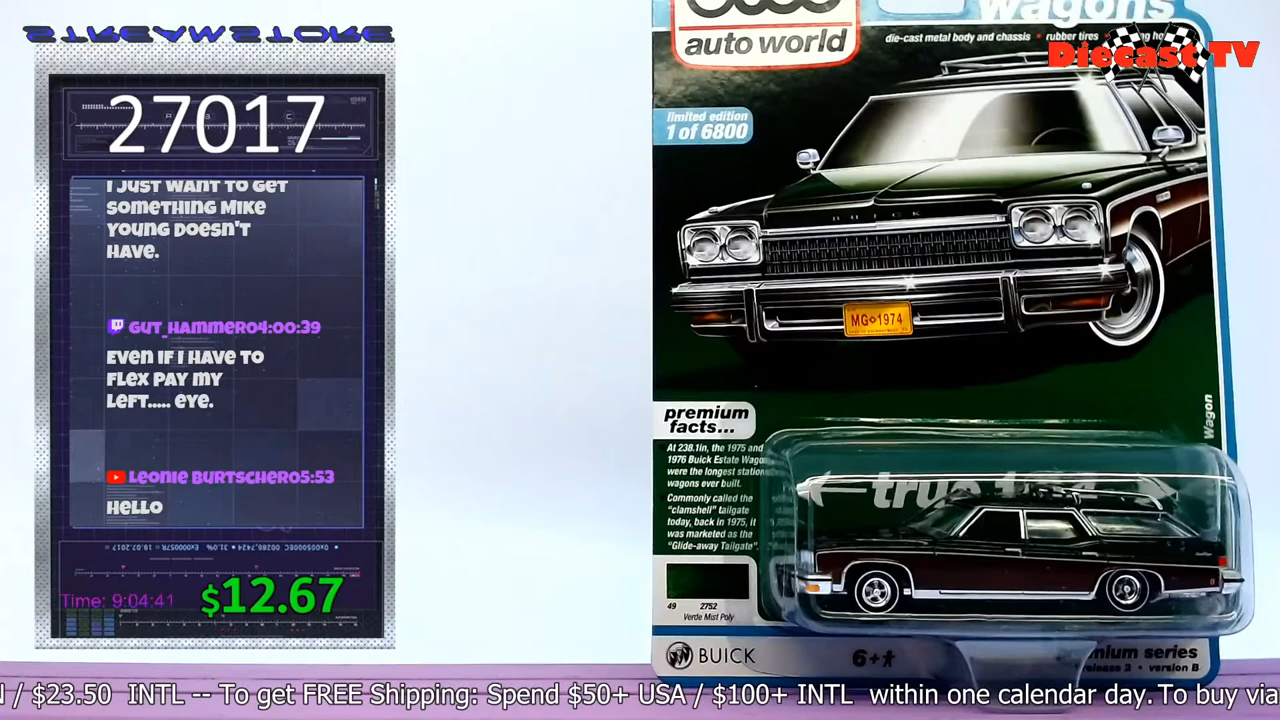 STREAM STORE
27017
I just want to get
something Mike
Young doesn't
have.
Gut_Hammer04:00:39
Even if I have to
flex pay my
left..... eye.
Leonie Burtscher05:53
Hello
Time: 9:04:41
$12.67
auto world
wagons
die-cast metal body and chassis • rubber tires
Diecast TV
limited edition
1 of 6800
BUICK
MG 1974
premium
facts...
At 238.1in, the 1975 and
1976 Buick Estate Wago
were the longest station
wagons ever built.
Commonly called the
"clamshell" tailgate
today, back in 1975, it
was marketed as the
"Glide-away Tailgate".
Wagon
49 2752
Verde Mist Poly
BUICK
6+
mium series
release 2 • version B
/ $23.50 INTL -- To get FREE Shipping: Spend $50+ USA / $100+ INTL within one calendar day. To buy via